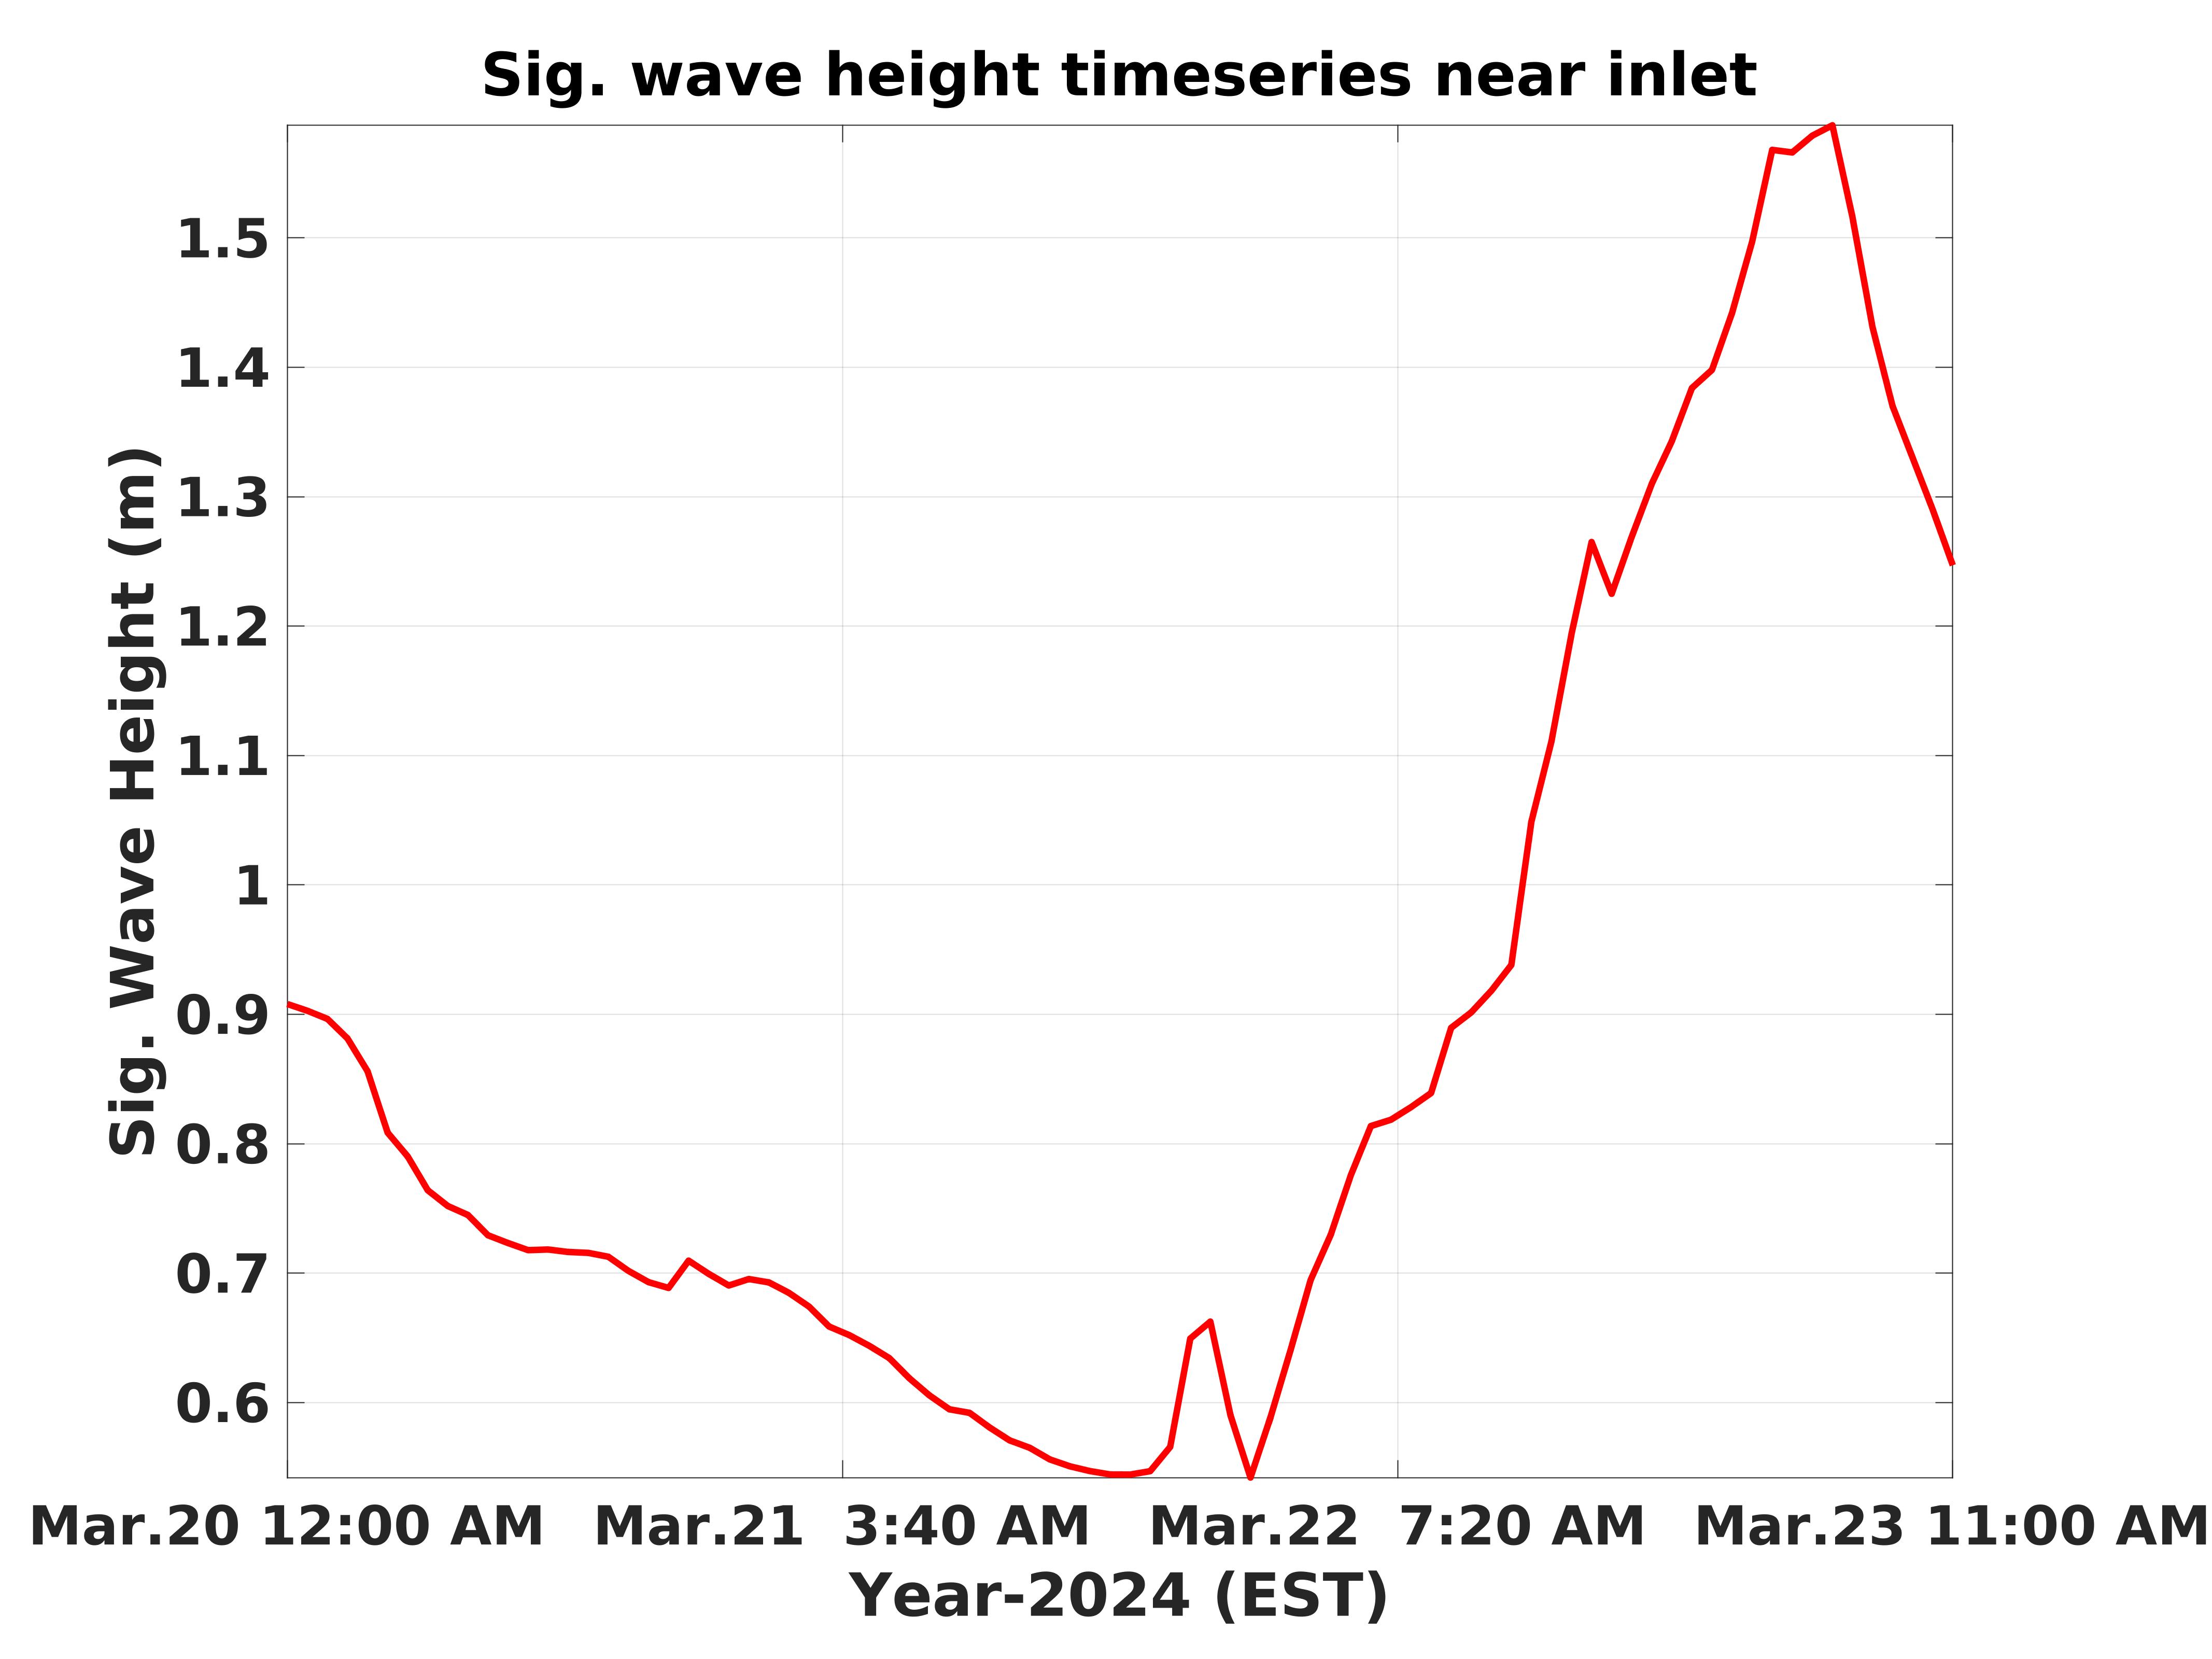 Sig. wave height timeseries near inlet
Sig. Wave Height (m)
1.5
1.4
1.3
1.2
1.1
1
0.9
0.8
0.7
0.6
Mar.20 12:00 AM Mar.21 3:40 AM Mar.22 7:20 AM Mar.23 11:00 AM
Year-2024 (EST)